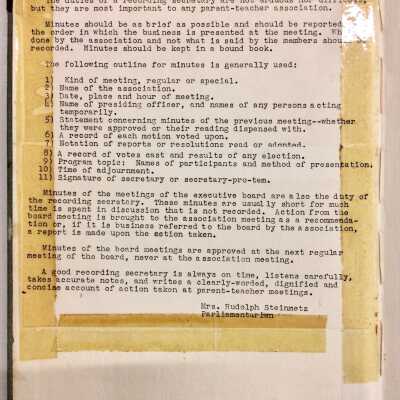 The duties of a recording secretary are not arduous nor difficult,
but they are most important to any parent-teacher association.
Minutes should be as brief as possible and should be reported
the order in which the business is presented at the meeting.
done by the association and not what is said by the members
recorded. Minutes should be kept in a bound book.
The following outline for minutes is generally used:
1) Kind of meeting, regular or special.
2) Name of the association.
3) Date, place and hour of meeting.
4) Name of presiding officer, and names of any persons acting
temporarily.
5) Statement concerning minutes of the previous meeting--whether
they were approved or their reading dispensed with.
6) A record of each motion voted upon.
7) Notation of reports or resolutions read or adopted.
8) A record of votes cast and results of any election.
9) Program topic: Names of participants and method of presentation.
10) Time of adjournment.
11) Signature of secretary or secretary-pro-tem.
Minutes of the meetings of the executive board are also the duty of
the recording secretary. These minutes are usually short for much
time is spent in discussion that is not recorded. Action from the
board meeting is brought to the association meeting as a recommenda-
tion or, if it is business referred to the board by the association,
a report is made upon the action taken.
Minutes of the board meetings are approved at the next regular
meeting of the board, never at the association meeting.
A good recording secretary is always on time, listens carefully,
takes accurate notes, and writes a clearly-worded, dignified and
concise account of action taken at parent-teacher meetings.
Mrs. Rudolph Steinmetz
Parliamentarian